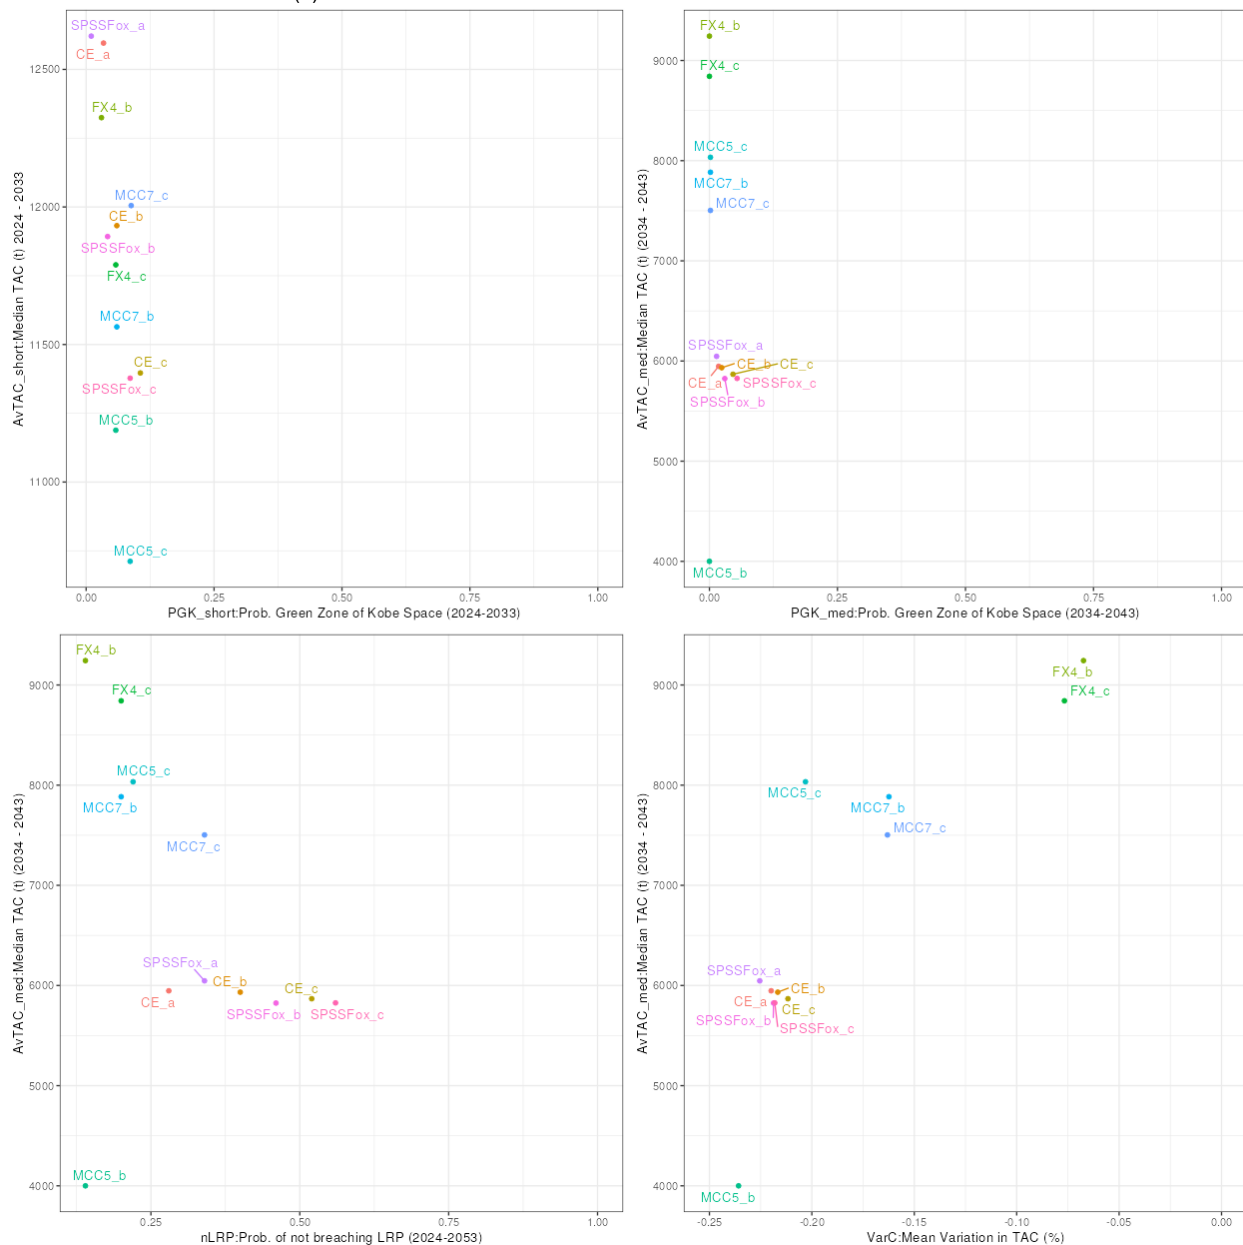 SPSSFox_a
CE_a
FX4_b
MCC7_c
CE_b
SPSSFox_b
FX4_c
MCC7_b
CE_c
SPSSFox_c
MCC5_b
MCC5_c
12500
12000
11500
11000
AvTAC_short:Median TAC (t) 2024 - 2033
0.00 0.25 0.50 0.75 1.00
PGK_short:Prob. Green Zone of Kobe Space (2024-2033)
FX4_b
FX4_c
MCC5_c
MCC7_b
MCC7_c
SPSSFox_a
CE_b CE_c
CE_a SPSSFox_c
SPSSFox_b
MCC5_b
9000
8000
7000
6000
5000
4000
AvTAC_med:Median TAC (t) (2034 - 2043)
0.00 0.25 0.50 0.75 1.00
PGK_med:Prob. Green Zone of Kobe Space (2034-2043)
FX4_b
FX4_c
MCC5_c
MCC7_b
MCC7_c
SPSSFox_a
CE_b CE_c
CE_a
SPSSFox_b SPSSFox_c
MCC5_b
9000
8000
7000
6000
5000
4000
AvTAC_med:Median TAC (t) (2034 - 2043)
0.25 0.50 0.75 1.00
nLRP:Prob. of not breaching LRP (2024-2053)
FX4_b
FX4_c
MCC5_c
MCC7_b
MCC7_c
SPSSFox_a
CE_b
CE_a
CE_c
SPSSFox_b
SPSSFox_c
MCC5_b
9000
8000
7000
6000
5000
4000
AvTAC_med:Median TAC (t) (2034 - 2043)
-0.25 -0.20 -0.15 -0.10 -0.05 0.00
VarC:Mean Variation in TAC (%)